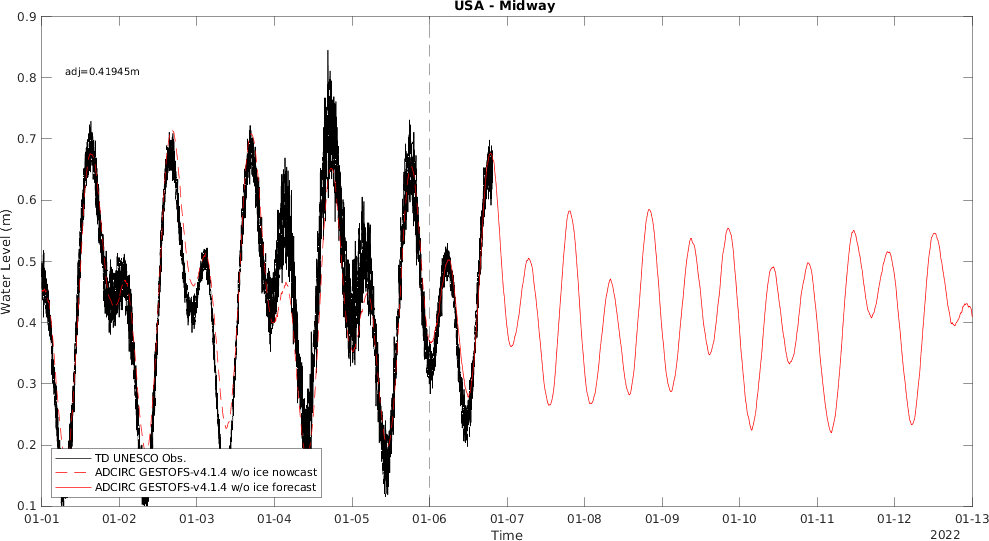 USA - Midway
0.9
0.8
0.7
0.6
0.5
0.4
0.3
0.2
0.1
Water Level (m)
adj=0.41945m
TD UNESCO Obs.
ADCIRC GESTOFS-v4.1.4 w/o ice nowcast
ADCIRC GESTOFS-v4.1.4 w/o ice forecast
01-01 01-02 01-03 01-04 01-05 01-06 01-07 01-08 01-09 01-10 01-11 01-12 01-13
Time
2022